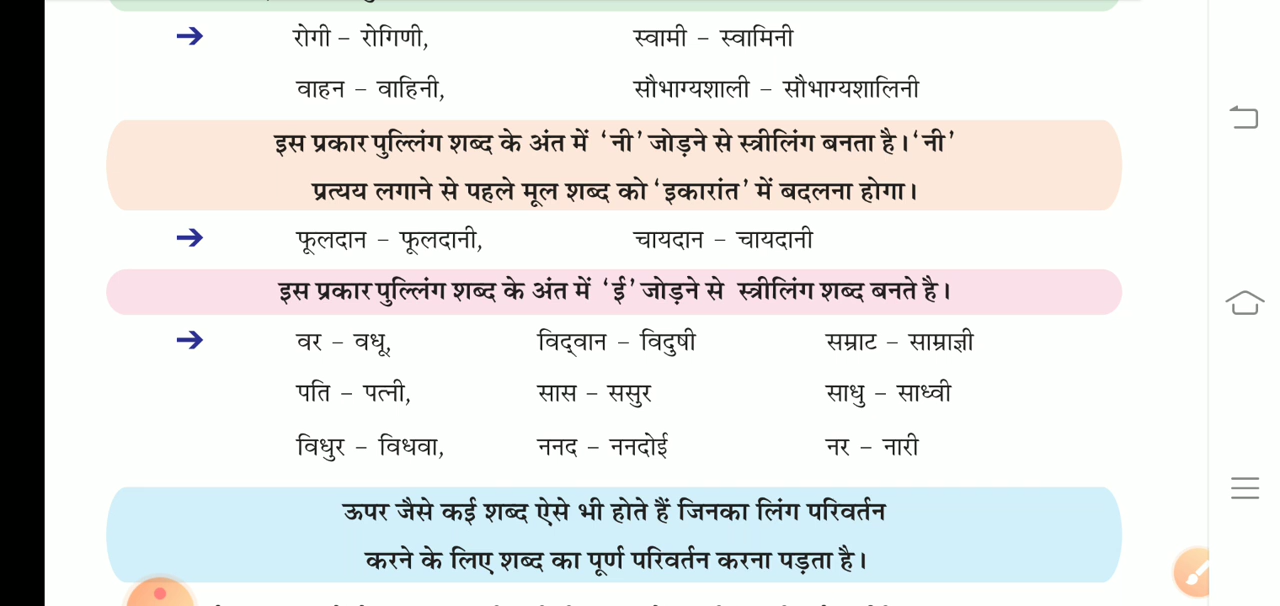 रोगी – रोगिणी, स्वामी – स्वामिनी
वाहन – वाहिनी, सौभाग्यशाली – सौभाग्यशालिनी
इस प्रकार पुल्लिंग शब्द के अंत में ‘नी’ जोड़ने से स्त्रीलिंग बनता है। ‘नी’
प्रत्यय लगाने से पहले मूल शब्द को ‘इकारांत’ में बदलना होगा।
फूलदान – फूलदानी, चायदान – चायदानी
इस प्रकार पुल्लिंग शब्द के अंत में ‘ई’ जोड़ने से स्त्रीलिंग शब्द बनते है।
वर – वधू, विद्‌वान – विदुषी सम्राट – साम्राज्ञी
पति – पत्नी, सास – ससुर साधु – साध्वी
विधुर – विधवा, ननद – ननदोई नर – नारी
ऊपर जैसे कई शब्द ऐसे भी होते हैं जिनका लिंग परिवर्तन
करने के लिए शब्द का पूर्ण परिवर्तन करना पड़ता है।